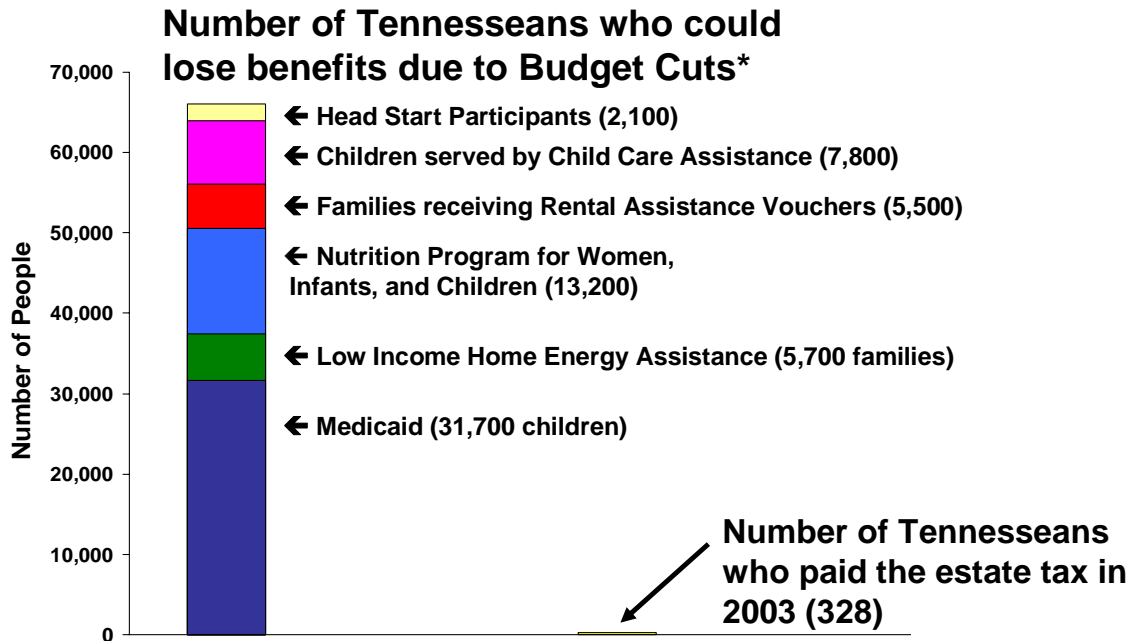 Number of Tennesseans who could
lose benefits due to Budget Cuts*
70,000
60,000
50,000
40,000
30,000
20,000
10,000
0
Number of People
← Head Start Participants (2,100)
← Children served by Child Care Assistance (7,800)
← Families receiving Rental Assistance Vouchers (5,500)
← Nutrition Program for Women,
Infants, and Children (13,200)
← Low Income Home Energy Assistance (5,700 families)
← Medicaid (31,700 children)
Number of Tennesseans
who paid the estate tax in
2003 (328)